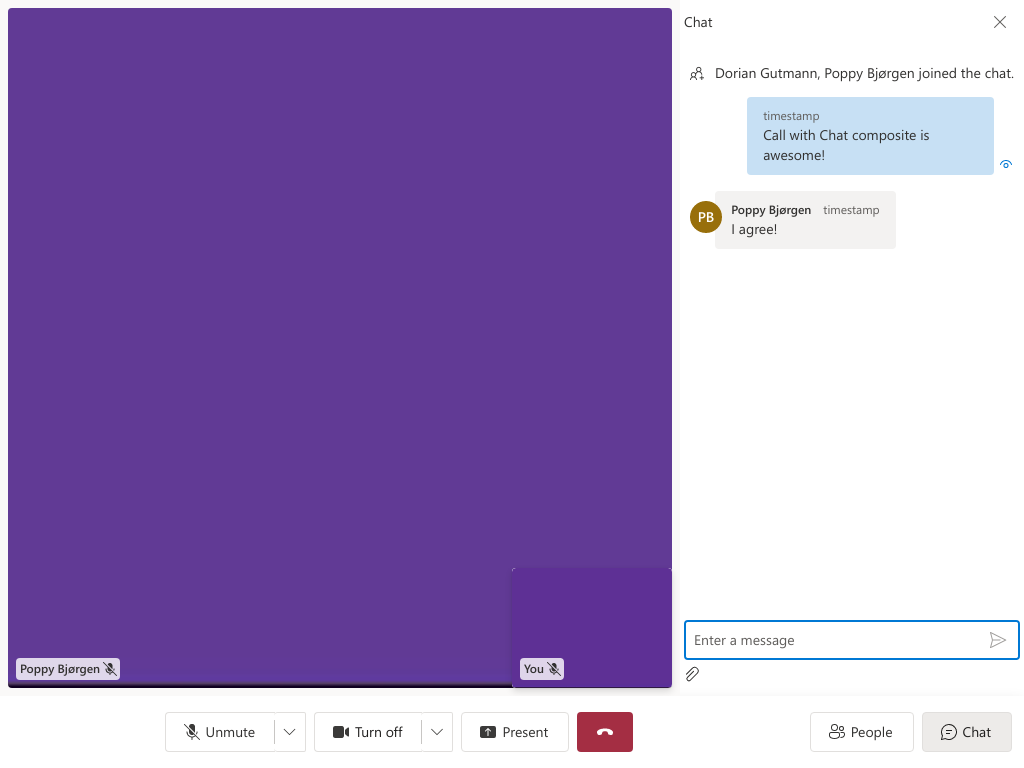 Chat
Dorian Gutmann, Poppy Bjørgen joined the chat.
timestamp
Call with Chat composite is
awesome!
PB
Poppy Bjørgen timestamp
I agree!
Enter a message
Poppy Bjørgen
You
Unmute
Turn off
Present
People
Chat